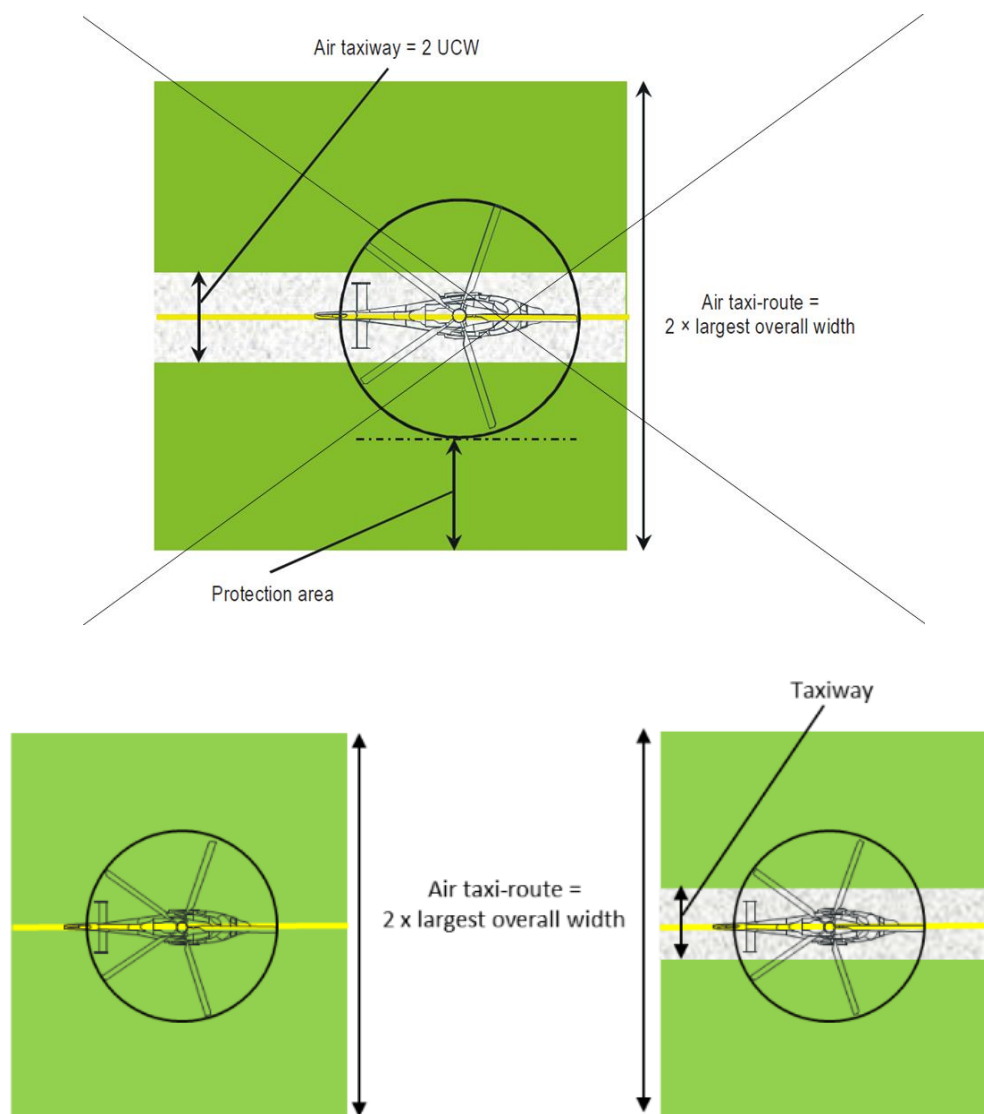 Air taxiway = 2 UCW
Air taxi-route =
2 × largest overall width
Protection area
Taxiway
Air taxi-route =
2 x largest overall width